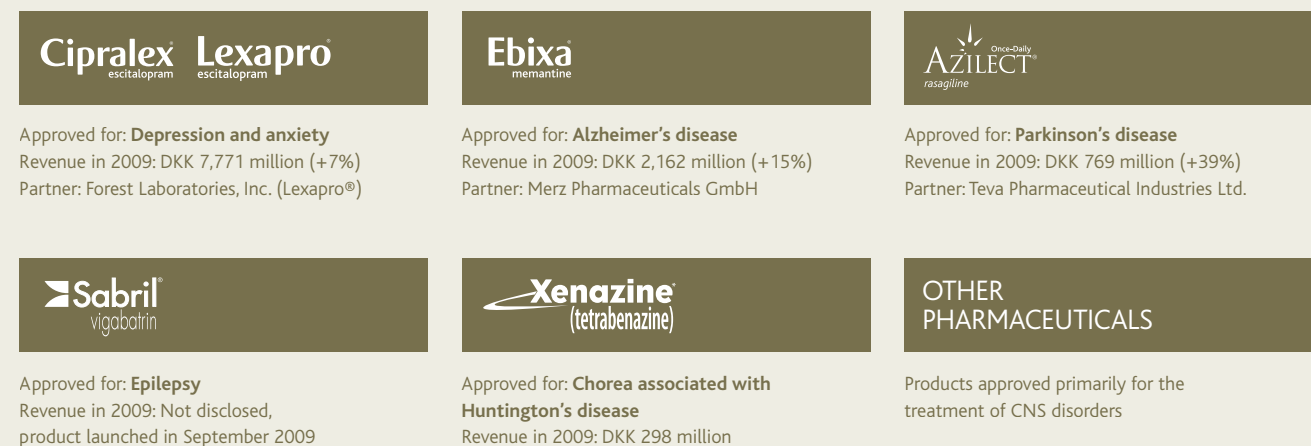 Cipralex® Lexapro®
escitalopram escitalopram
Approved for: Depression and anxiety
Revenue in 2009: DKK 7,771 million (+7%)
Partner: Forest Laboratories, Inc. (Lexapro®)
Ebixa®
memantine
Approved for: Alzheimer's disease
Revenue in 2009: DKK 2,162 million (+15%)
Partner: Merz Pharmaceuticals GmbH
Once-Daily
AZILECT®
rasagiline
Approved for: Parkinson's disease
Revenue in 2009: DKK 769 million (+39%)
Partner: Teva Pharmaceutical Industries Ltd.
Sabril®
vigabatrin
Approved for: Epilepsy
Revenue in 2009: Not disclosed,
product launched in September 2009
Xenazine®
(tetrabenazine)
Approved for: Chorea associated with
Huntington's disease
Revenue in 2009: DKK 298 million
OTHER
PHARMACEUTICALS
Products approved primarily for the
treatment of CNS disorders